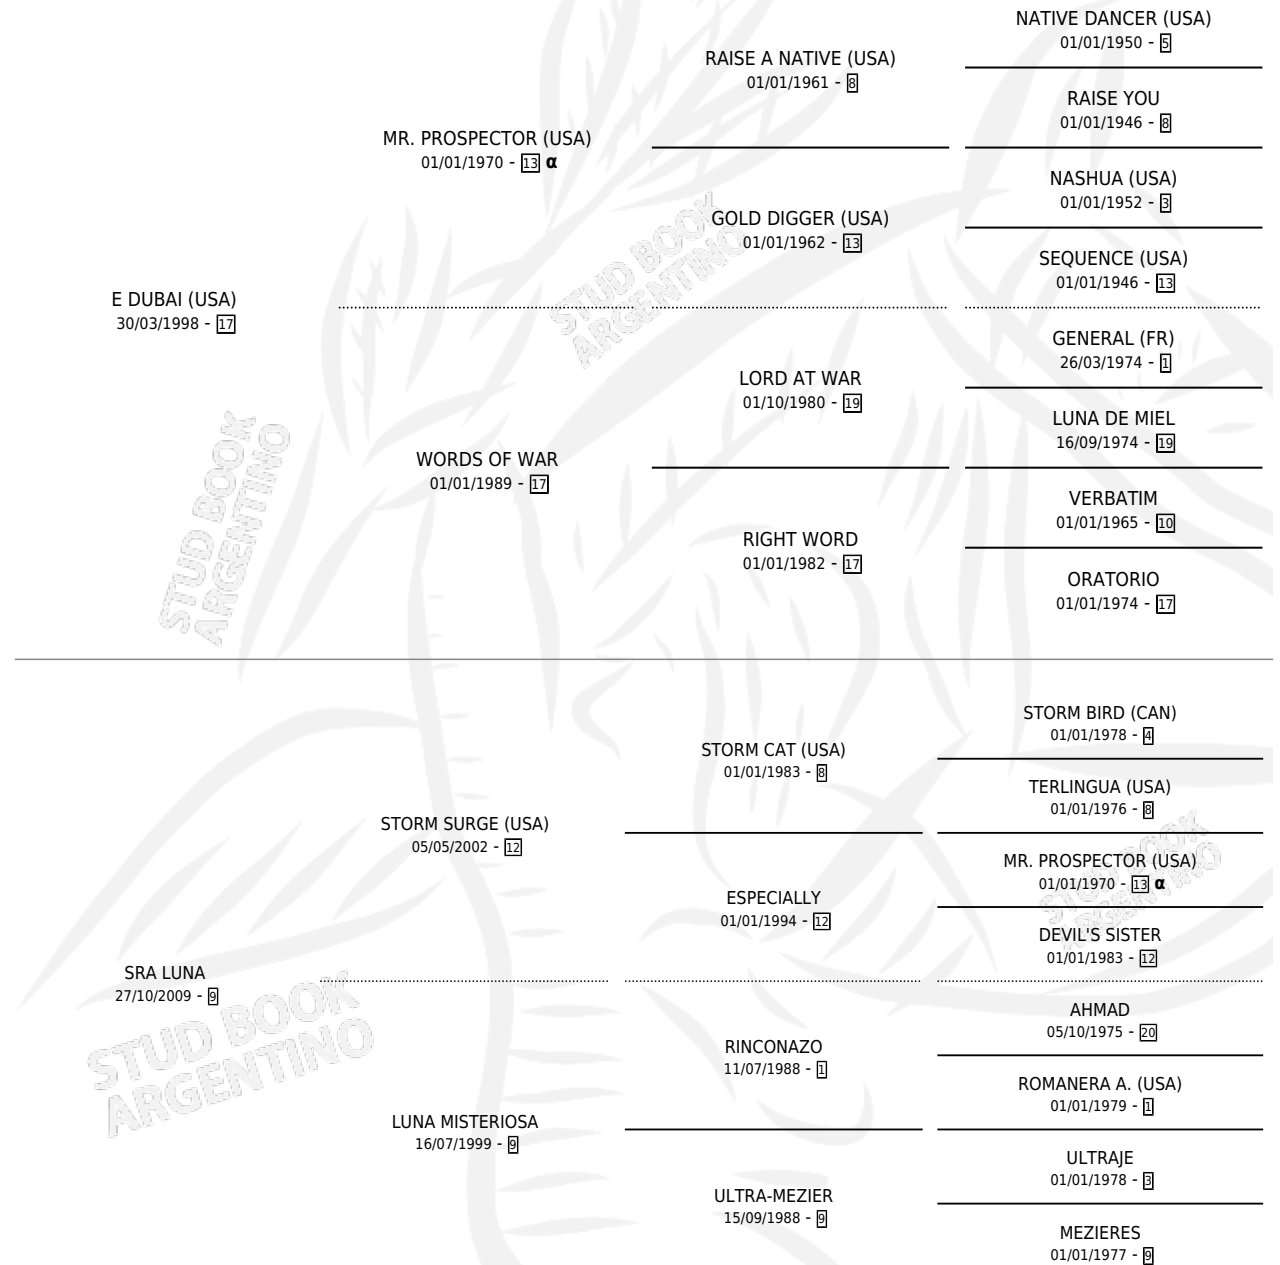 NATIVE DANCER (USA)
01/01/1950 - 5
RAISE A NATIVE (USA)
01/01/1961 - 8
RAISE YOU
01/01/1946 - 8
MR. PROSPECTOR (USA)
01/01/1970 - 13 α
NASHUA (USA)
01/01/1952 - 3
GOLD DIGGER (USA)
01/01/1962 - 13
SEQUENCE (USA)
01/01/1946 - 13
STUD BOOK
ARGENTINO
E DUBAI (USA)
30/03/1998 - 17
GENERAL (FR)
26/03/1974 - 1
LORD AT WAR
01/10/1980 - 19
LUNA DE MIEL
16/09/1974 - 19
WORDS OF WAR
01/01/1989 - 17
VERBATIM
01/01/1965 - 10
RIGHT WORD
01/01/1982 - 17
ORATORIO
01/01/1974 - 17
STUD BOOK
ARGENTINO
STORM BIRD (CAN)
01/01/1978 - 4
STORM CAT (USA)
01/01/1983 - 8
TERLINGUA (USA)
01/01/1976 - 8
STORM SURGE (USA)
05/05/2002 - 12
MR. PROSPECTOR (USA)
01/01/1970 - 13 α
STUD BOOK
ARGENTINO
ESPECIALLY
01/01/1994 - 12
DEVIL'S SISTER
01/01/1983 - 12
SRA LUNA
27/10/2009 - 9
AHMAD
05/10/1975 - 20
RINCONAZO
11/07/1988 - 1
ROMANERA A. (USA)
01/01/1979 - 1
STUD BOOK
ARGENTINO
LUNA MISTERIOSA
16/07/1999 - 9
ULTRAJE
01/01/1978 - 3
ULTRA-MEZIER
15/09/1988 - 9
MEZIERES
01/01/1977 - 9